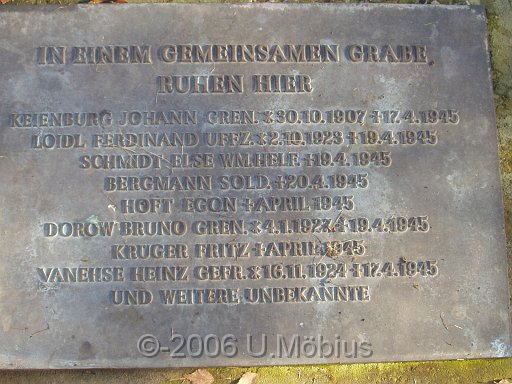 IN EINEM GEMEINSAMEN GRABE,
RUHEN HIER
KEIENBURG JOHANN GREN. *30.10.1907 +17.4.1945
LOIDL FERDINAND UFFZ. *2.10.1923 +19.4.1945
SCHMIDT ELSE WM.HELF. +19.4.1945
BERGMANN SOLD. +20.4.1945
HOFT EGON +APRIL 1945
DOROW BRUNO GREN. *4.1.1927 +19.4.1945
KRÜGER FRITZ +APRIL 1945
VANEHSE HEINZ GEFR. *16.11.1924 +17.4.1945
UND WEITERE UNBEKANNTE
©-2006 U.Möbius